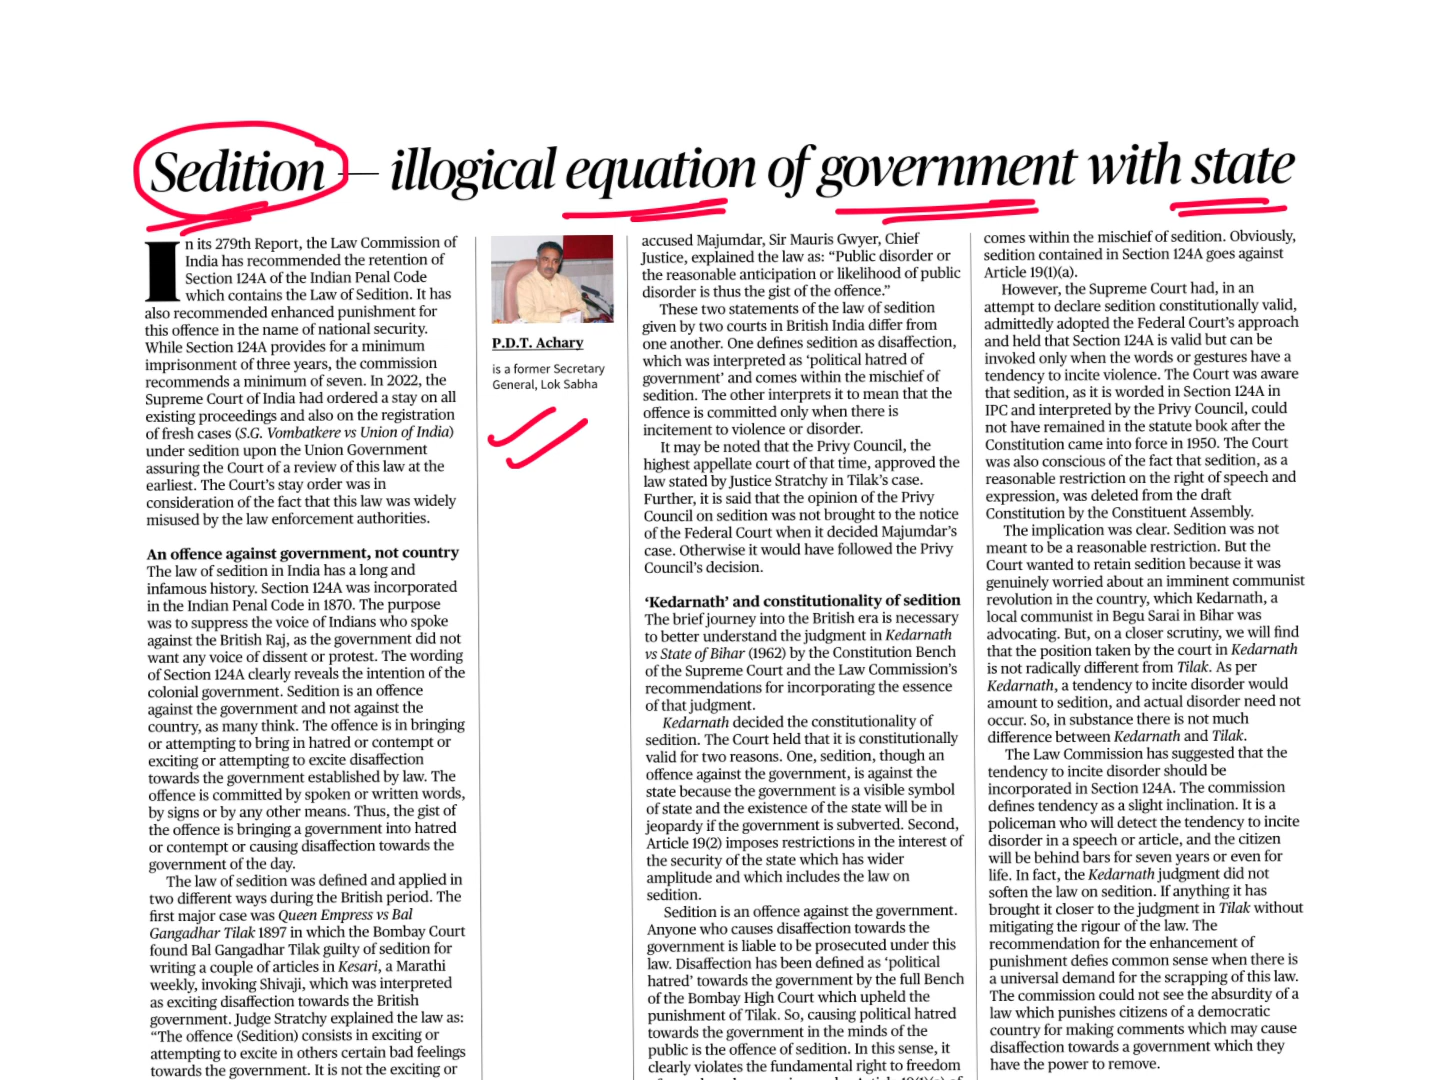 Sedition — illogical equation of government with state
In its 279th Report, the Law Commission of
India has recommended the retention of
Section 124A of the Indian Penal Code
which contains the Law of Sedition. It has
also recommended enhanced punishment for
this offence in the name of national security.
While Section 124A provides for a minimum
imprisonment of three years, the commission
recommends a minimum of seven. In 2022, the
Supreme Court of India had ordered a stay on all
existing proceedings and also on the registration
of fresh cases (S.G. Vombatkere vs Union of India)
under sedition upon the Union Government
assuring the Court of a review of this law at the
earliest. The Court's stay order was in
consideration of the fact that this law was widely
misused by the law enforcement authorities.
An offence against government, not country
The law of sedition in India has a long and
infamous history. Section 124A was incorporated
in the Indian Penal Code in 1870. The purpose
was to suppress the voice of Indians who spoke
against the British Raj, as the government did not
want any voice of dissent or protest. The wording
of Section 124A clearly reveals the intention of the
colonial government. Sedition is an offence
against the government and not against the
country, as many think. The offence is in bringing
or attempting to bring in hatred or contempt or
exciting or attempting to excite disaffection
towards the government established by law. The
offence is committed by spoken or written words,
by signs or by any other means. Thus, the gist of
the offence is bringing a government into hatred
or contempt or causing disaffection towards the
government of the day.
The law of sedition was defined and applied in
two different ways during the British period. The
first major case was Queen Empress vs Bal
Gangadhar Tilak 1897 in which the Bombay Court
found Bal Gangadhar Tilak guilty of sedition for
writing a couple of articles in Kesari, a Marathi
weekly, invoking Shivaji, which was interpreted
as exciting disaffection towards the British
government. Judge Stratchy explained the law as:
"The offence (Sedition) consists in exciting or
attempting to excite in others certain bad feelings
towards the government. It is not the exciting or
P.D.T. Achary
is a former Secretary
General, Lok Sabha
accused Majumdar, Sir Mauris Gwyer, Chief
Justice, explained the law as: "Public disorder or
the reasonable anticipation or likelihood of public
disorder is thus the gist of the offence."
These two statements of the law of sedition
given by two courts in British India differ from
one another. One defines sedition as disaffection,
which was interpreted as 'political hatred of
government' and comes within the mischief of
sedition. The other interprets it to mean that the
offence is committed only when there is
incitement to violence or disorder.
It may be noted that the Privy Council, the
highest appellate court of that time, approved the
law stated by Justice Stratchy in Tilak's case.
Further, it is said that the opinion of the Privy
Council on sedition was not brought to the notice
of the Federal Court when it decided Majumdar's
case. Otherwise it would have followed the Privy
Council's decision.
'Kedarnath' and constitutionality of sedition
The brief journey into the British era is necessary
to better understand the judgment in Kedarnath
vs State of Bihar (1962) by the Constitution Bench
of the Supreme Court and the Law Commission's
recommendations for incorporating the essence
of that judgment.
Kedarnath decided the constitutionality of
sedition. The Court held that it is constitutionally
valid for two reasons. One, sedition, though an
offence against the government, is against the
state because the government is a visible symbol
of state and the existence of the state will be in
jeopardy if the government is subverted. Second,
Article 19(2) imposes restrictions in the interest of
the security of the state which has wider
amplitude and which includes the law on
sedition.
Sedition is an offence against the government.
Anyone who causes disaffection towards the
government is liable to be prosecuted under this
law. Disaffection has been defined as 'political
hatred' towards the government by the full Bench
of the Bombay High Court which upheld the
punishment of Tilak. So, causing political hatred
towards the government in the minds of the
public is the offence of sedition. In this sense, it
clearly violates the fundamental right to freedom
comes within the mischief of sedition. Obviously,
sedition contained in Section 124A goes against
Article 19(1)(a).
However, the Supreme Court had, in an
attempt to declare sedition constitutionally valid,
admittedly adopted the Federal Court's approach
and held that Section 124A is valid but can be
invoked only when the words or gestures have a
tendency to incite violence. The Court was aware
that sedition, as it is worded in Section 124A in
IPC and interpreted by the Privy Council, could
not have remained in the statute book after the
Constitution came into force in 1950. The Court
was also conscious of the fact that sedition, as a
reasonable restriction on the right of speech and
expression, was deleted from the draft
Constitution by the Constituent Assembly.
The implication was clear. Sedition was not
meant to be a reasonable restriction. But the
Court wanted to retain sedition because it was
genuinely worried about an imminent communist
revolution in the country, which Kedarnath, a
local communist in Begu Sarai in Bihar was
advocating. But, on a closer scrutiny, we will find
that the position taken by the court in Kedarnath
is not radically different from Tilak. As per
Kedarnath, a tendency to incite disorder would
amount to sedition, and actual disorder need not
occur. So, in substance there is not much
difference between Kedarnath and Tilak.
The Law Commission has suggested that the
tendency to incite disorder should be
incorporated in Section 124A. The commission
defines tendency as a slight inclination. It is a
policeman who will detect the tendency to incite
disorder in a speech or article, and the citizen
will be behind bars for seven years or even for
life. In fact, the Kedarnath judgment did not
soften the law on sedition. If anything it has
brought it closer to the judgment in Tilak without
mitigating the rigour of the law. The
recommendation for the enhancement of
punishment defies common sense when there is
a universal demand for the scrapping of this law.
The commission could not see the absurdity of a
law which punishes citizens of a democratic
country for making comments which may cause
disaffection towards a government which they
have the power to remove.